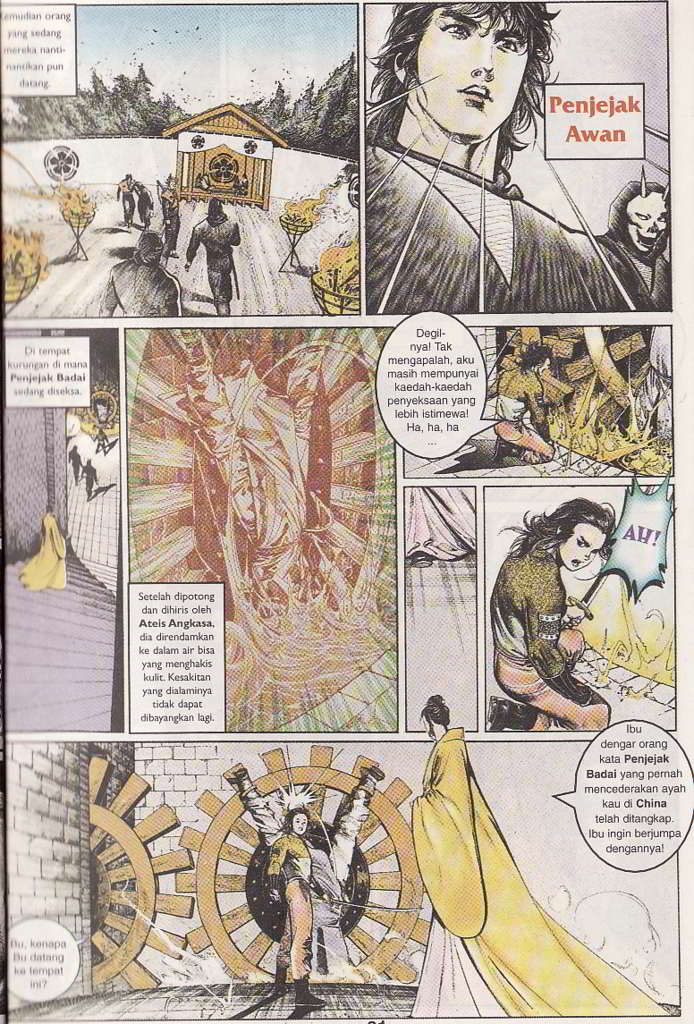 Kemudian orang
yang sedang
mereka nanti-
nantikan pun
datang.
Penjejak
Awan
Di tempat
kurungan di mana
Penjejak Badai
sedang diseksa.
Degil-
nya! Tak
mengapalah, aku
masih mempunyai
kaedah-kaedah
penyeksaan yang
lebih istimewa!
Ha, ha, ha
...
Setelah dipotong
dan dihiris oleh
Ateis Angkasa,
dia direndamkan
ke dalam air bisa
yang menghakis
kulit. Kesakitan
yang dialaminya
tidak dapat
dibayangkan lagi.
AH!
Ibu
dengar orang
kata Penjejak
Badai yang pernah
mencederakan ayah
kau di China
telah ditangkap.
Ibu ingin berjumpa
dengannya!
Bu, kenapa
Bu datang
ke tempat
ini?